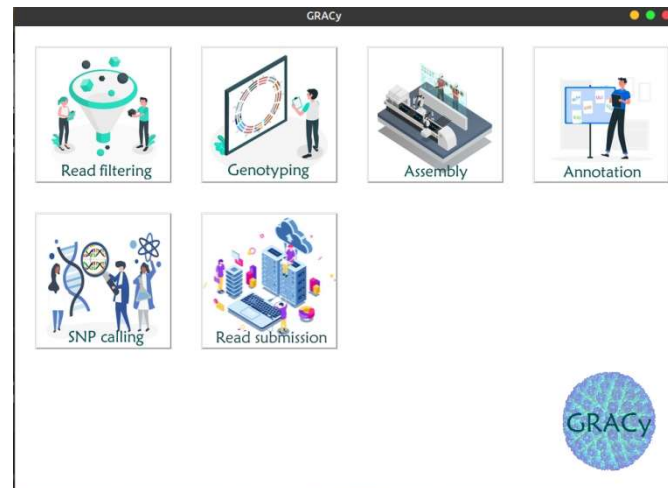 GRACy
Read filtering
Genotyping
Assembly
Annotation
SNP calling
Read submission
GRACy